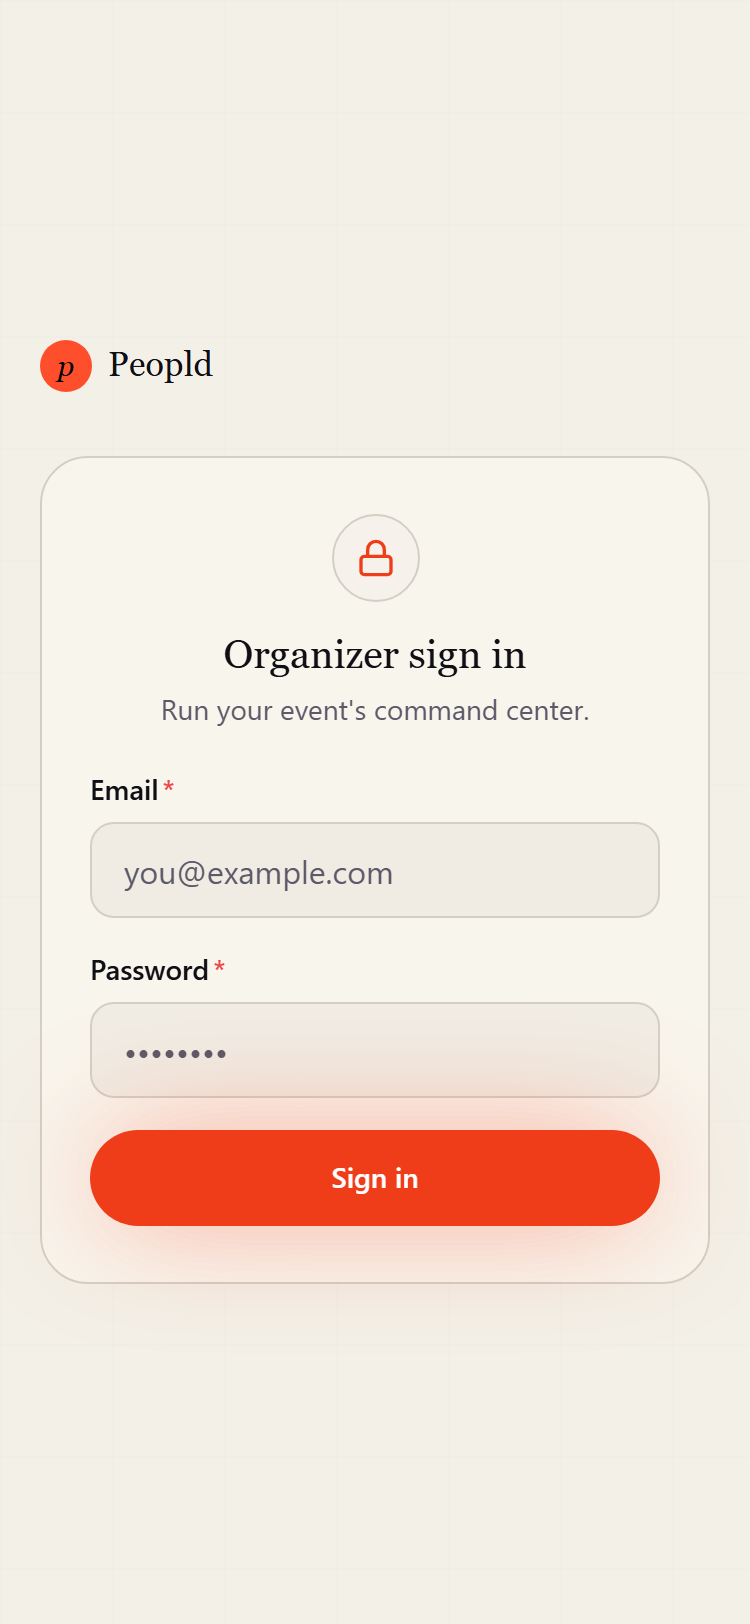 p Peopld
Organizer sign in
Run your event's command center.
Email *
you@example.com
Password *
••••••••
Sign in